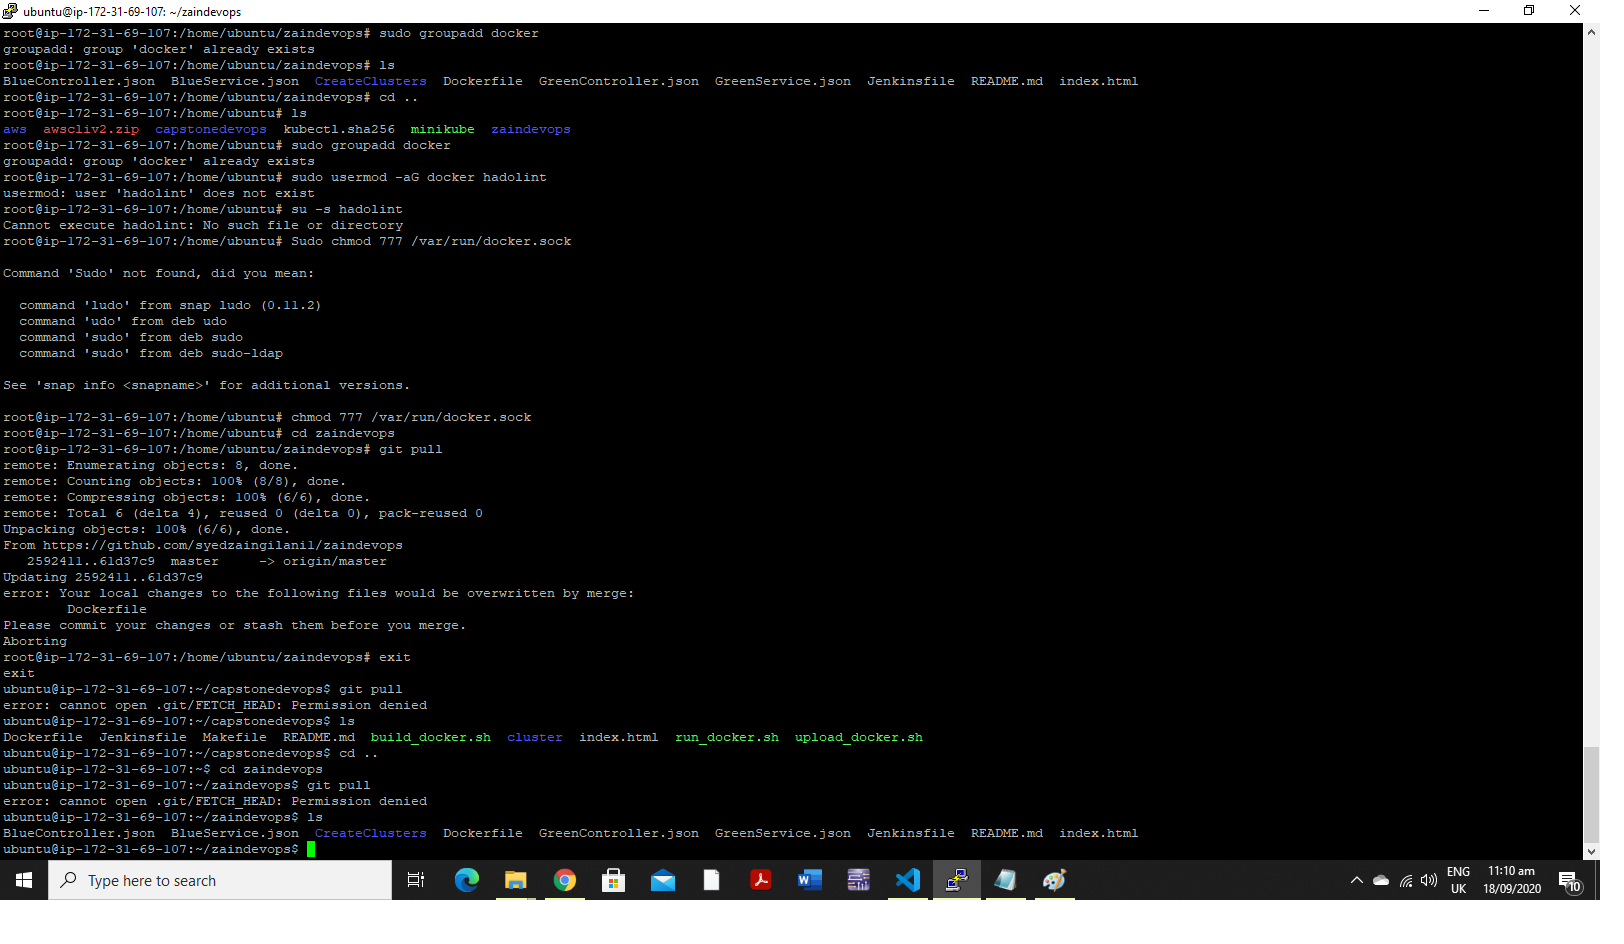 ubuntu@ip-172-31-69-107: ~/zaindevops
root@ip-172-31-69-107:/home/ubuntu/zaindevops# sudo groupadd docker
groupadd: group 'docker' already exists
root@ip-172-31-69-107:/home/ubuntu/zaindevops# ls
BlueController.json  BlueService.json  CreateClusters  Dockerfile  GreenController.json  GreenService.json  Jenkinsfile  README.md  index.html
root@ip-172-31-69-107:/home/ubuntu/zaindevops# cd ..
root@ip-172-31-69-107:/home/ubuntu# ls
aws  awscliv2.zip  capstonedevops  kubectl.sha256  minikube  zaindevops
root@ip-172-31-69-107:/home/ubuntu# sudo groupadd docker
groupadd: group 'docker' already exists
root@ip-172-31-69-107:/home/ubuntu# sudo usermod -aG docker hadolint
usermod: user 'hadolint' does not exist
root@ip-172-31-69-107:/home/ubuntu# su -s hadolint
Cannot execute hadolint: No such file or directory
root@ip-172-31-69-107:/home/ubuntu# Sudo chmod 777 /var/run/docker.sock
Command 'Sudo' not found, did you mean:
  command 'ludo' from snap ludo (0.11.2)
  command 'udo' from deb udo
  command 'sudo' from deb sudo
  command 'sudo' from deb sudo-ldap
See 'snap info <snapname>' for additional versions.
root@ip-172-31-69-107:/home/ubuntu# chmod 777 /var/run/docker.sock
root@ip-172-31-69-107:/home/ubuntu# cd zaindevops
root@ip-172-31-69-107:/home/ubuntu/zaindevops# git pull
remote: Enumerating objects: 8, done.
remote: Counting objects: 100% (8/8), done.
remote: Compressing objects: 100% (6/6), done.
remote: Total 6 (delta 4), reused 0 (delta 0), pack-reused 0
Unpacking objects: 100% (6/6), done.
From https://github.com/syedzaingilani1/zaindevops
   2592411..61d37c9  master     -> origin/master
Updating 2592411..61d37c9
error: Your local changes to the following files would be overwritten by merge:
        Dockerfile
Please commit your changes or stash them before you merge.
Aborting
root@ip-172-31-69-107:/home/ubuntu/zaindevops# exit
exit
ubuntu@ip-172-31-69-107:~/capstonedevops$ git pull
error: cannot open .git/FETCH_HEAD: Permission denied
ubuntu@ip-172-31-69-107:~/capstonedevops$ ls
Dockerfile  Jenkinsfile  Makefile  README.md  build_docker.sh  cluster  index.html  run_docker.sh  upload_docker.sh
ubuntu@ip-172-31-69-107:~/capstonedevops$ cd ..
ubuntu@ip-172-31-69-107:~$ cd zaindevops
ubuntu@ip-172-31-69-107:~/zaindevops$ git pull
error: cannot open .git/FETCH_HEAD: Permission denied
ubuntu@ip-172-31-69-107:~/zaindevops$ ls
BlueController.json  BlueService.json  CreateClusters  Dockerfile  GreenController.json  GreenService.json  Jenkinsfile  README.md  index.html
ubuntu@ip-172-31-69-107:~/zaindevops$
Type here to search
ENG
UK
11:10 am
18/09/2020
10